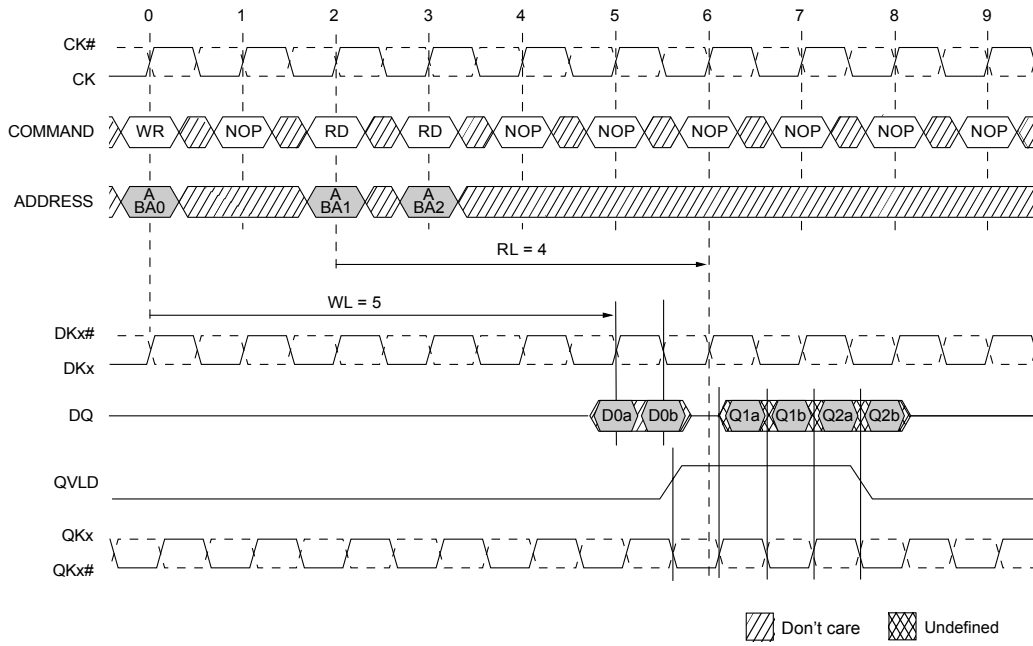 0 1 2 3 4 5 6 7 8 9
CK#
CK
COMMAND WR NOP RD RD NOP NOP NOP NOP NOP NOP
ADDRESS A BA0 A BA1 A BA2
RL = 4
WL = 5
DKx#
DKx
DQ D0a D0b Q1a Q1b Q2a Q2b
QVLD
QKx
QKx#
Don't care Undefined